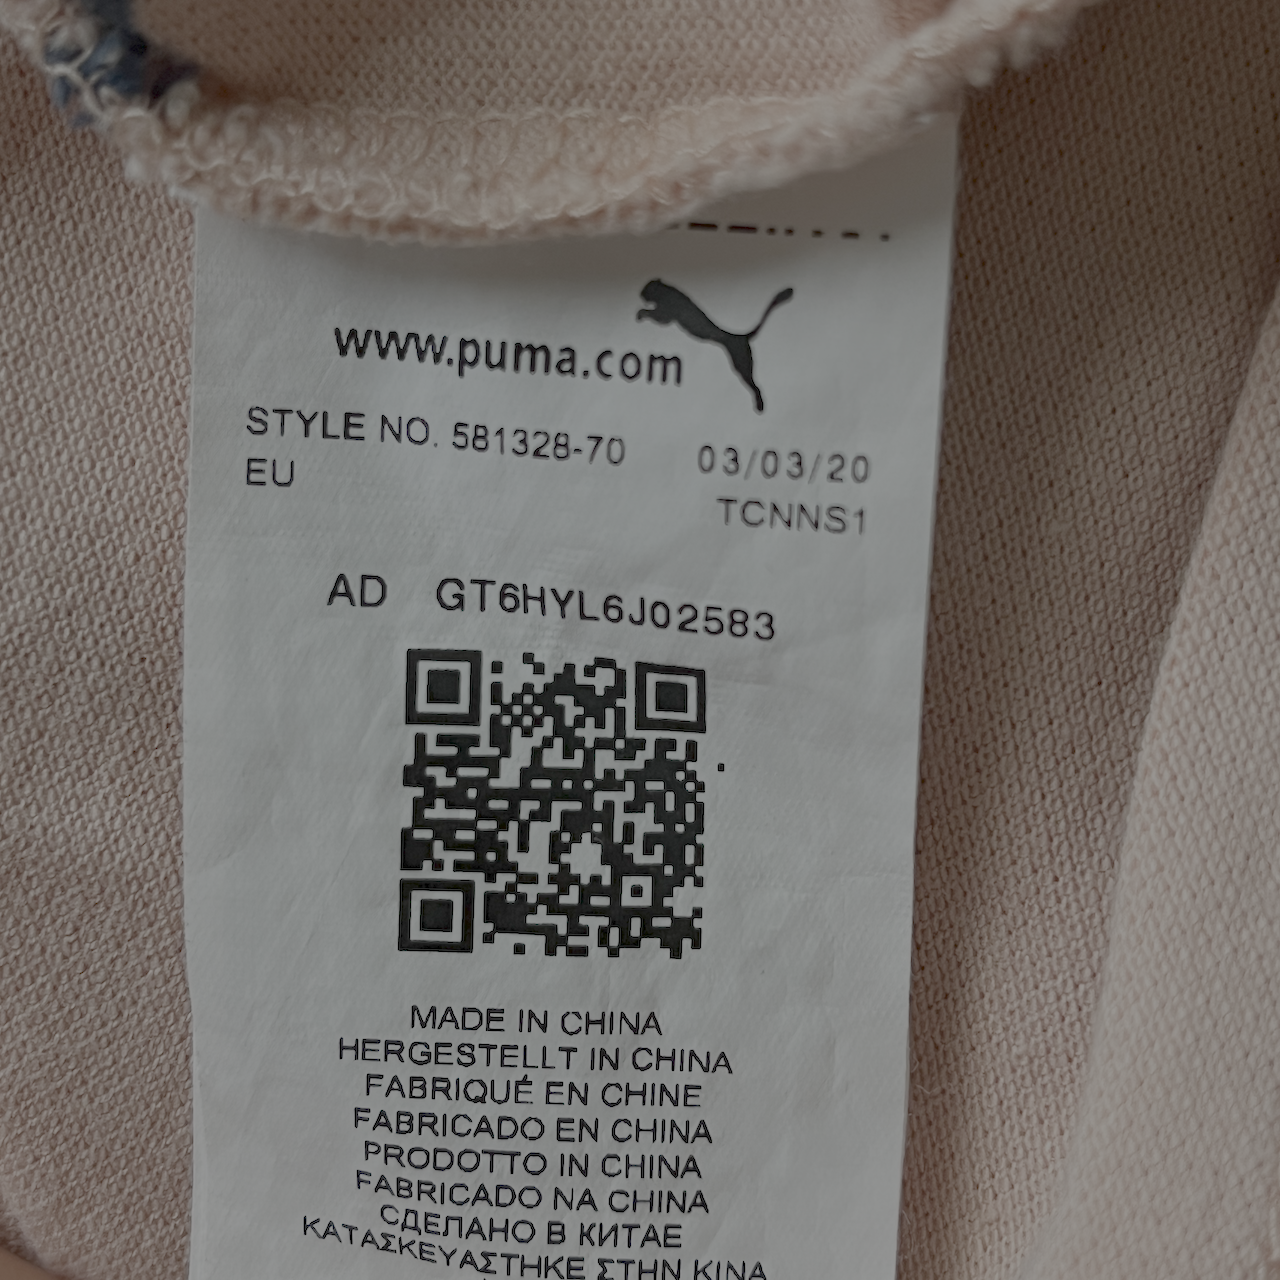 www.puma.com
STYLE NO. 581328-70 03/03/20
EU TCNNS1
AD GT6HYL6J02583
MADE IN CHINA
HERGESTELLT IN CHINA
FABRIQUÉ EN CHINE
FABRICADO EN CHINA
PRODOTTO IN CHINA
FABRICADO NA CHINA
СДЕЛАНО В КИТАЕ
ΚΑΤΑΣΚΕΥΑΣΤΗΚΕ ΣΤΗΝ ΚΙΝΑ